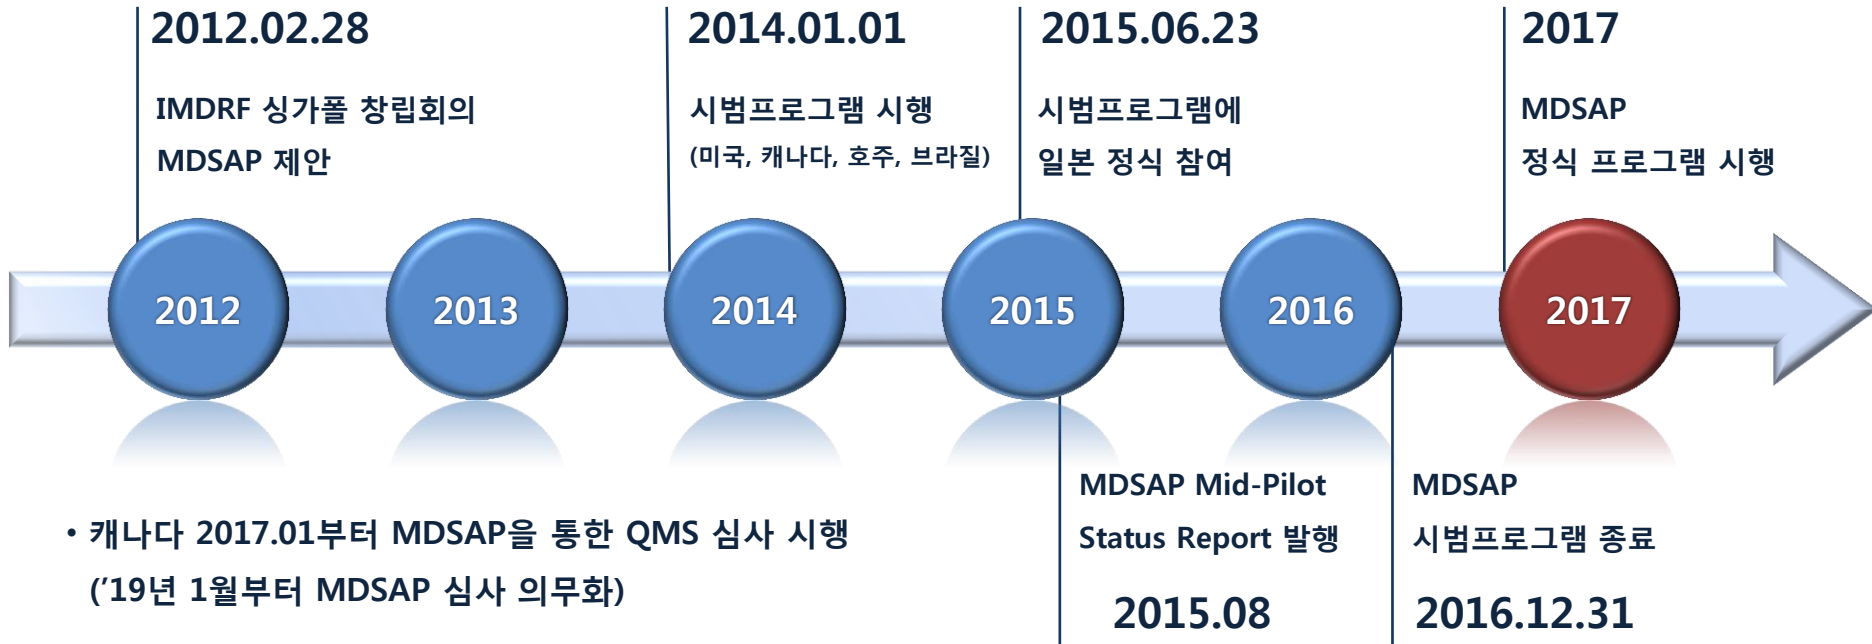 2012.02.28
IMDRF 싱가폴 창립회의
MDSAP 제안
2014.01.01
시범프로그램 시행
(미국, 캐나다, 호주, 브라질)
2015.06.23
시범프로그램에
일본 정식 참여
2017
MDSAP
정식 프로그램 시행
2012
2013
2014
2015
2016
2017
• 캐나다 2017.01부터 MDSAP을 통한 QMS 심사 시행
(’19년 1월부터 MDSAP 심사 의무화)
MDSAP Mid-Pilot
Status Report 발행
2015.08
MDSAP
시범프로그램 종료
2016.12.31